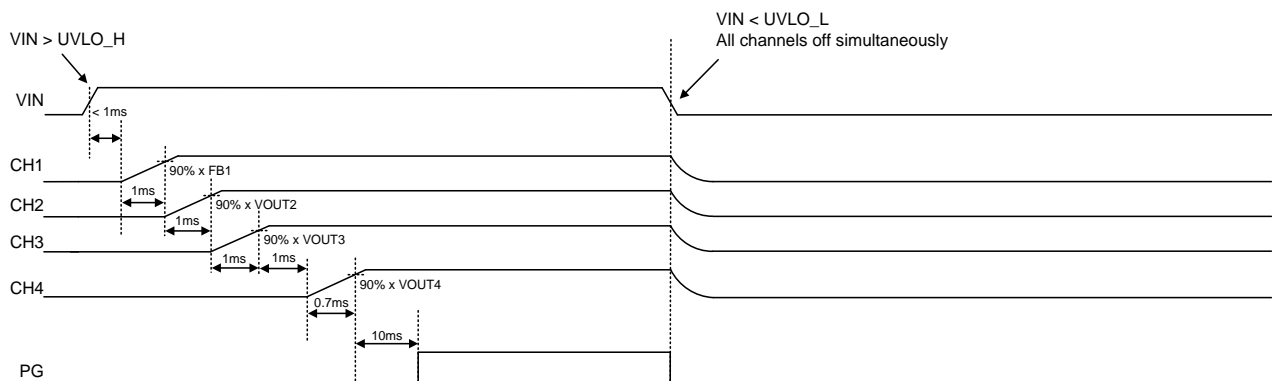 VIN < UVLO_L
All channels off simultaneously
VIN > UVLO_H
VIN
< 1ms
CH1
90% x FB1
1ms
CH2
90% x VOUT2
1ms
CH3
90% x VOUT3
1ms
1ms
CH4
90% x VOUT4
0.7ms
10ms
PG